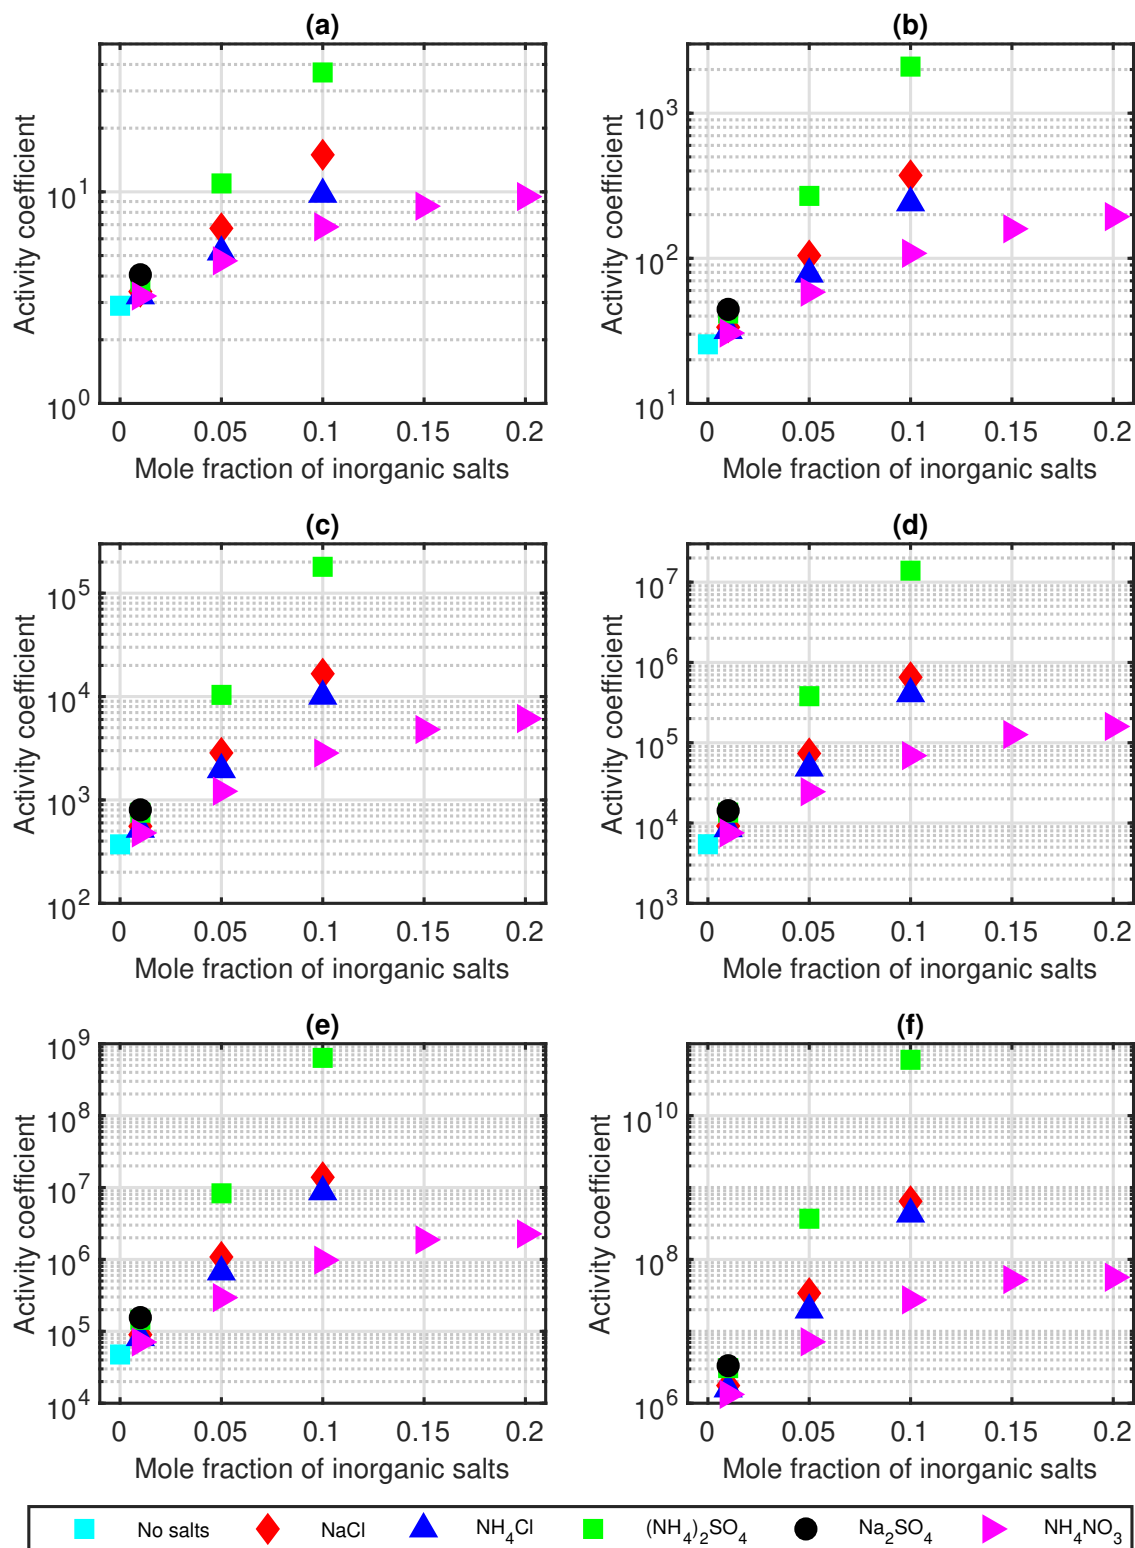 (a)
Activity coefficient
10^1
10^0
0 0.05 0.1 0.15 0.2
Mole fraction of inorganic salts
(b)
Activity coefficient
10^3
10^2
10^1
0 0.05 0.1 0.15 0.2
Mole fraction of inorganic salts
(c)
Activity coefficient
10^5
10^4
10^3
10^2
0 0.05 0.1 0.15 0.2
Mole fraction of inorganic salts
(d)
Activity coefficient
10^7
10^6
10^5
10^4
10^3
0 0.05 0.1 0.15 0.2
Mole fraction of inorganic salts
(e)
Activity coefficient
10^9
10^8
10^7
10^6
10^5
10^4
0 0.05 0.1 0.15 0.2
Mole fraction of inorganic salts
(f)
Activity coefficient
10^10
10^8
10^6
0 0.05 0.1 0.15 0.2
Mole fraction of inorganic salts
No salts NaCl NH₄Cl (NH₄)₂SO₄ Na₂SO₄ NH₄NO₃